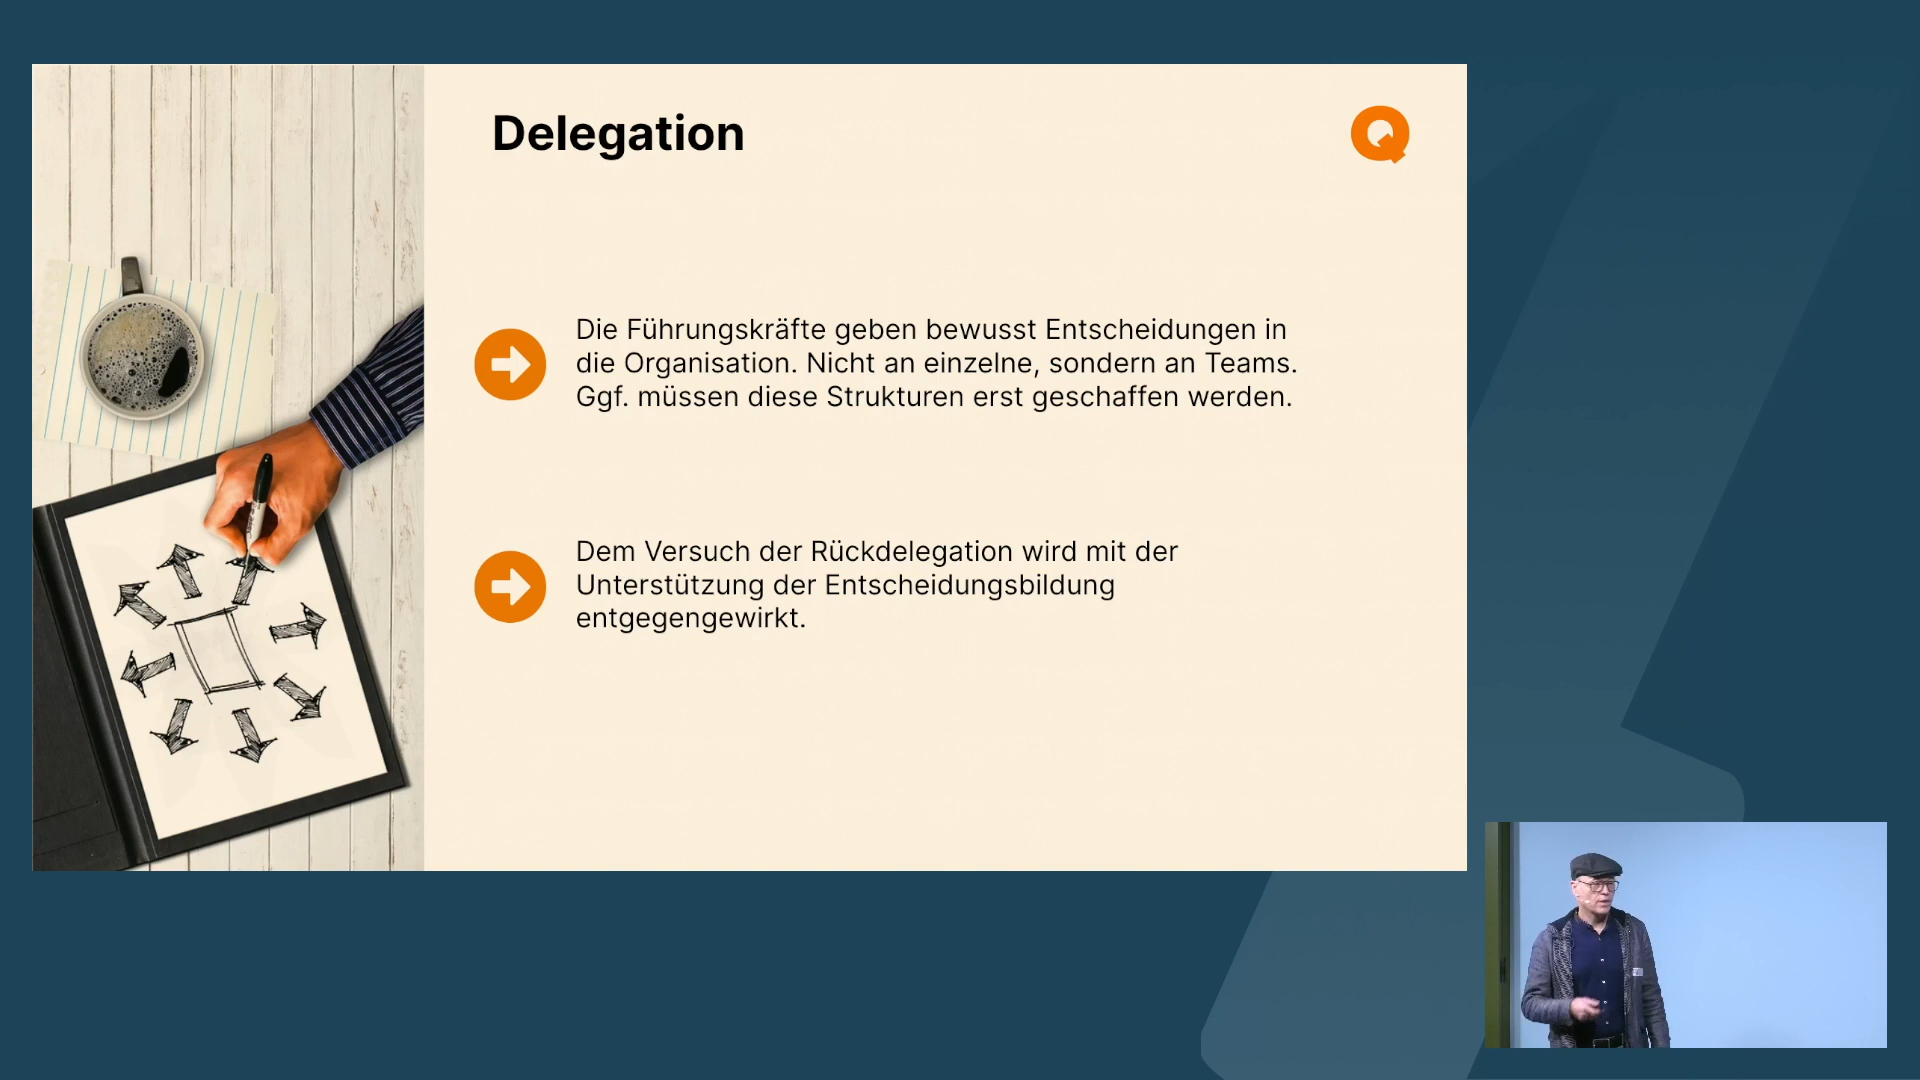 Delegation
Q
Die Führungskräfte geben bewusst Entscheidungen in
die Organisation. Nicht an einzelne, sondern an Teams.
Ggf. müssen diese Strukturen erst geschaffen werden.
Dem Versuch der Rückdelegation wird mit der
Unterstützung der Entscheidungsbildung
entgegengewirkt.